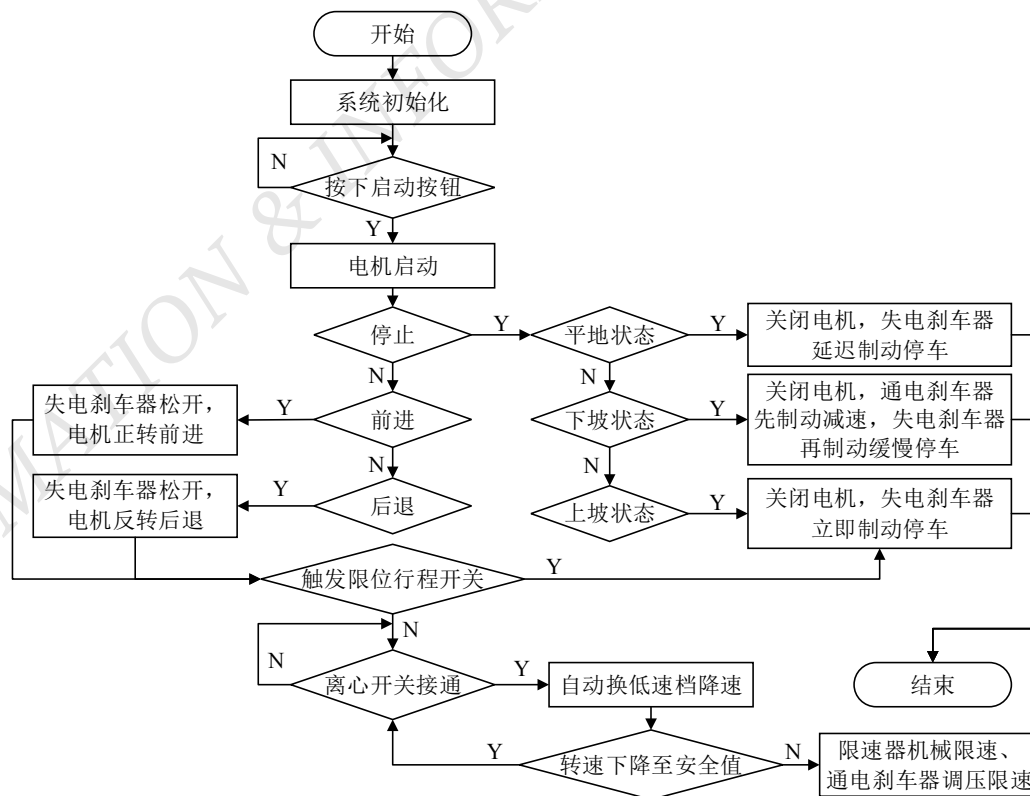 开始
系统初始化
N
按下启动按钮
Y
电机启动
停止
Y
平地状态
Y
关闭电机，失电刹车器
延迟制动停车
N
N
失电刹车器松开，
电机正转前进
Y
前进
下坡状态
Y
关闭电机，通电刹车器
先制动减速，失电刹车器
再制动缓慢停车
N
N
失电刹车器松开，
电机反转后退
Y
后退
上坡状态
Y
关闭电机，失电刹车器
立即制动停车
触发限位行程开关
Y
N
N
离心开关接通
Y
自动换低速档降速
结束
Y
转速下降至安全值
N
限速器机械限速、
通电刹车器调压限速
MATION & INFOR